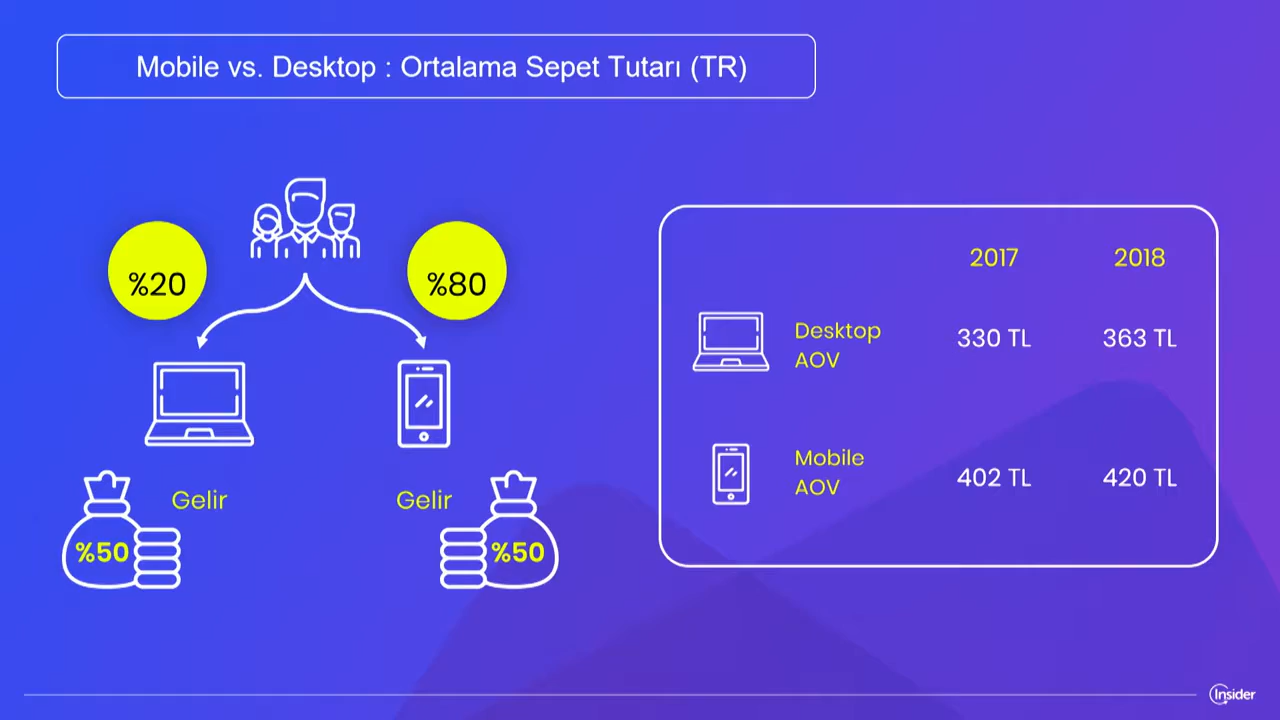 Mobile vs. Desktop : Ortalama Sepet Tutarı (TR)
%20
%80
Gelir
Gelir
%50
%50
2017
2018
Desktop
AOV
330 TL
363 TL
Mobile
AOV
402 TL
420 TL
Insider